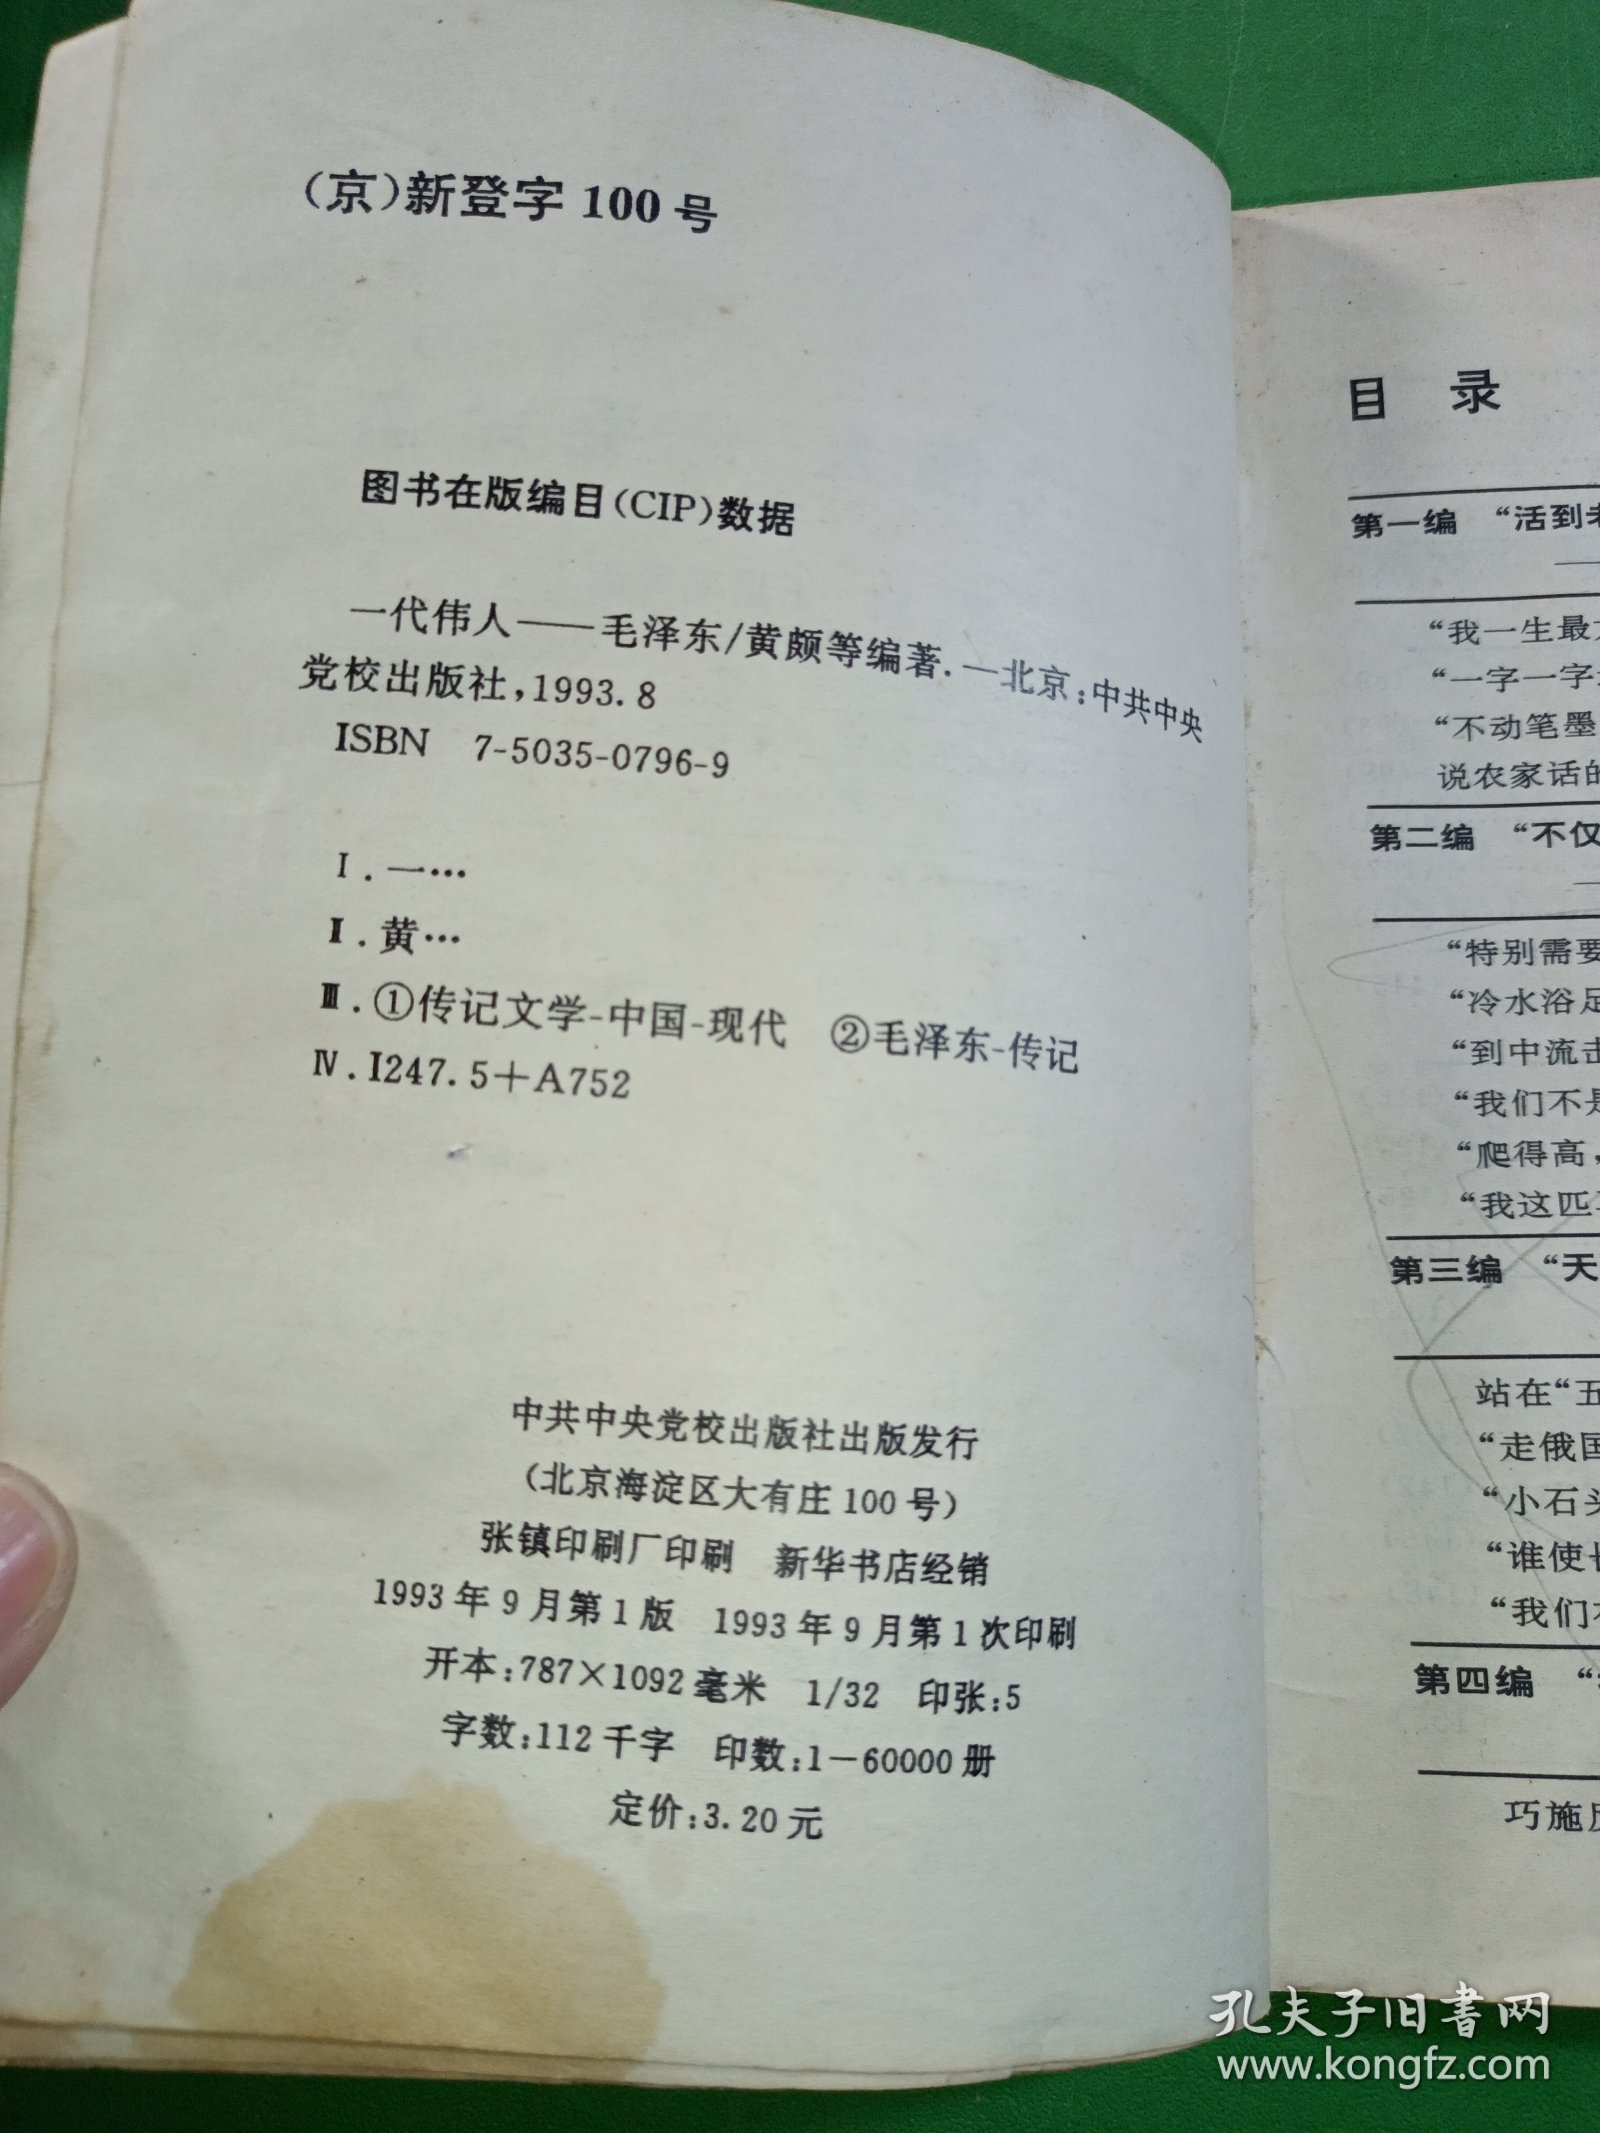 （京）新登字 100 号
图书在版编目(CIP)数据
一代伟人——毛泽东/黄颇等编著.—北京：中共中央
党校出版社，1993.8
ISBN 7-5035-0796-9
Ⅰ.一…
Ⅱ.黄…
Ⅲ.①传记文学-中国-现代 ②毛泽东-传记
Ⅳ.I247.5+A752
中共中央党校出版社出版发行
（北京海淀区大有庄 100 号）
张镇印刷厂印刷 新华书店经销
1993 年 9 月第 1 版 1993 年 9 月第 1 次印刷
开本：787×1092 毫米 1/32 印张：5
字数：112 千字 印数：1—60000 册
定价：3.20 元
目 录
第一编 “活到老
“我一生最
“一字一字
“不动笔墨
说农家话的
第二编 “不仅
“特别需要
“冷水浴足
“到中流击
“我们不是
“爬得高，
“我这匹
第三编 “天
站在“五
“走俄国
“小石头
“谁使
“我们
第四编 “
巧施
孔夫子旧书网
www.kongfz.com